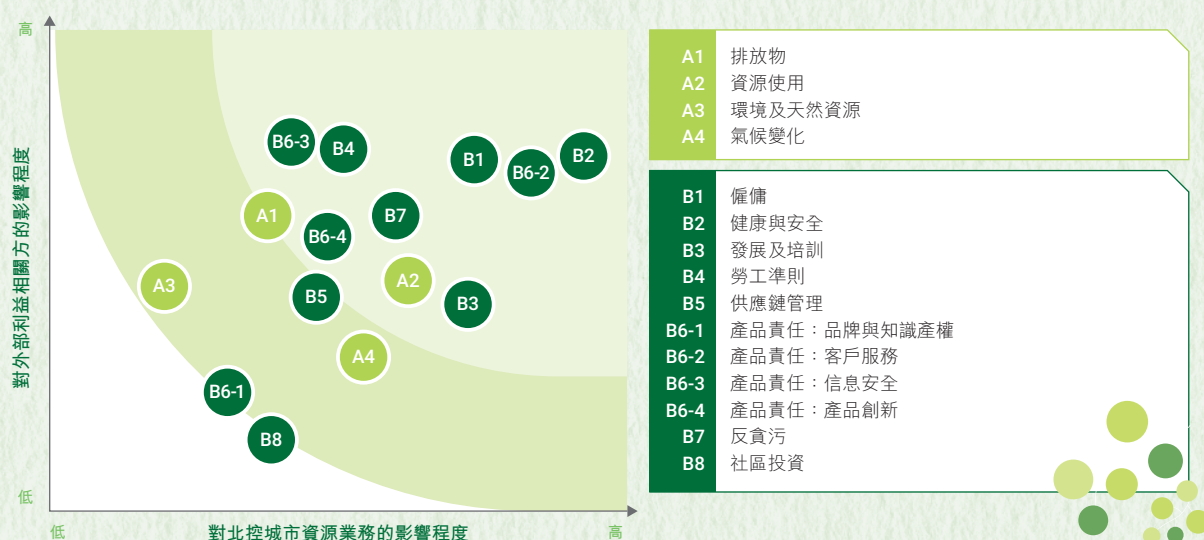 高
對外部利益相關方的影響程度
低
低
對北控城市資源業務的影響程度
高
B6-3
B4
B1
B6-2
B2
A1
B6-4
B7
A3
B5
A2
B3
A4
B6-1
B8
A1 排放物
A2 資源使用
A3 環境及天然資源
A4 氣候變化
B1 僱傭
B2 健康與安全
B3 發展及培訓
B4 勞工準則
B5 供應鏈管理
B6-1 產品責任：品牌與知識產權
B6-2 產品責任：客戶服務
B6-3 產品責任：信息安全
B6-4 產品責任：產品創新
B7 反貪污
B8 社區投資